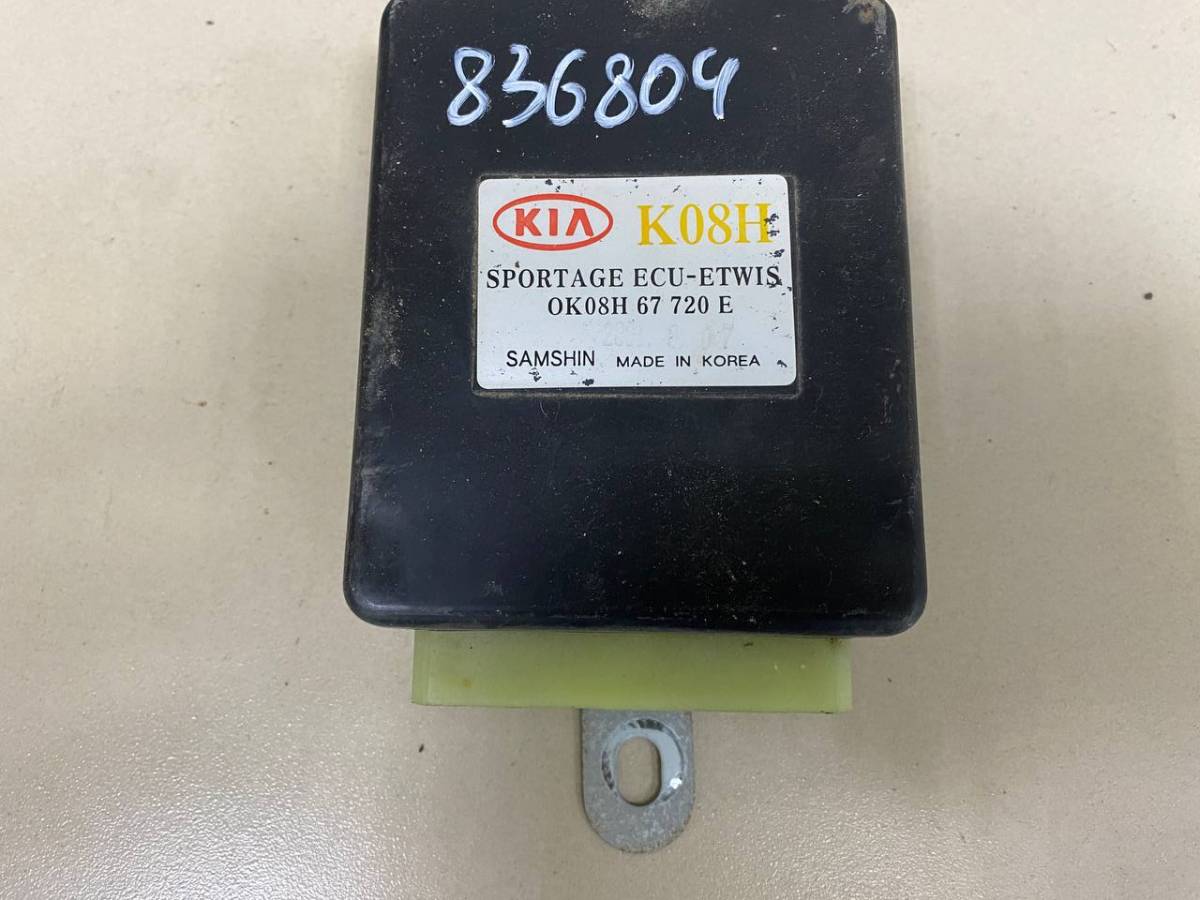 836804
KIA K08H
SPORTAGE ECU-ETWIS
OK08H 67 720 E
SAMSHIN MADE IN KOREA